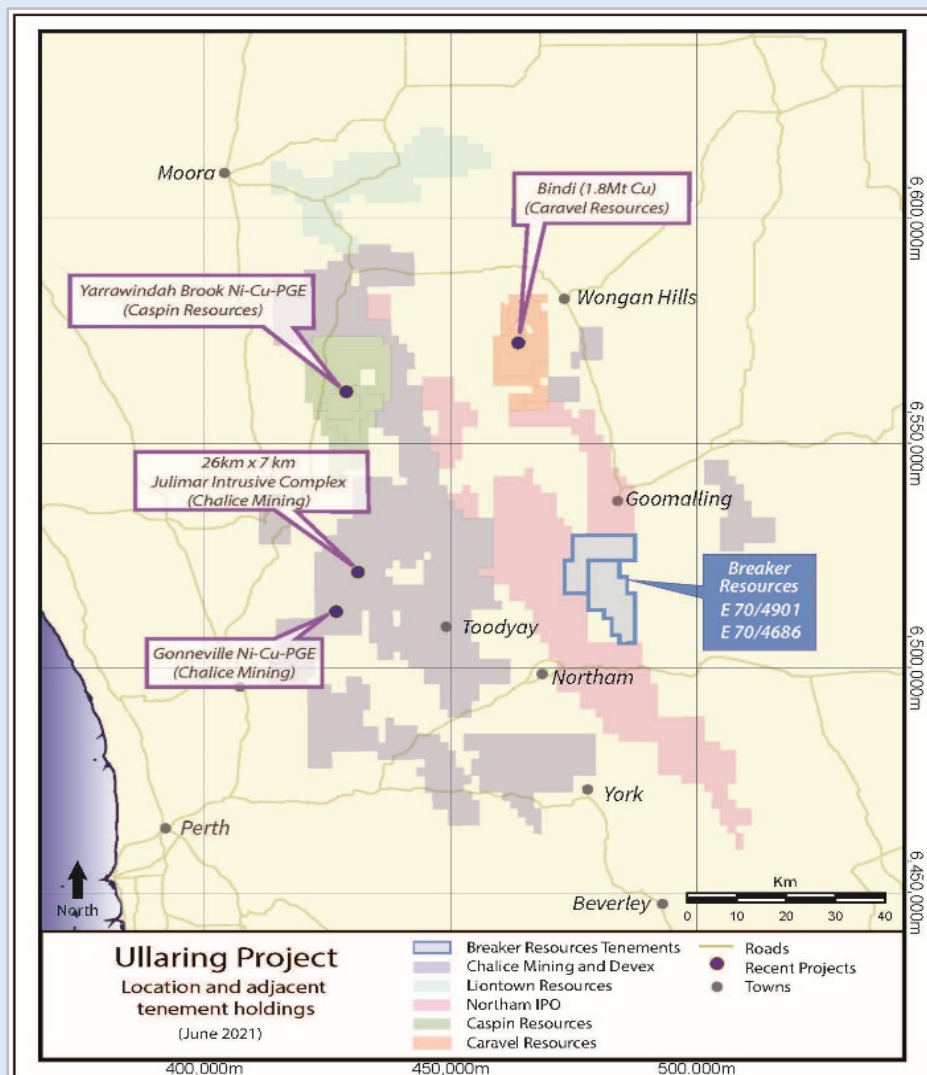 Moora
Bindi (1.8Mt Cu)
(Caravel Resources)
6,600,000m
Yarrawindah Brook Ni-Cu-PGE
(Caspin Resources)
Wongan Hills
6,550,000m
26km x 7 km
Julimar Intrusive Complex
(Chalice Mining)
Goomalling
Breaker
Resources
E 70/4901
E 70/4686
Toodyay
Gonneville Ni-Cu-PGE
(Chalice Mining)
6,500,000m
Northam
York
Perth
North
Beverley
Km
0 10 20 30 40
6,450,000m
Ullaring Project
Location and adjacent
tenement holdings
(June 2021)
Breaker Resources Tenements
Chalice Mining and Devex
Liontown Resources
Northam IPO
Caspin Resources
Caravel Resources
Roads
Recent Projects
Towns
400,000m
450,000m
500,000m